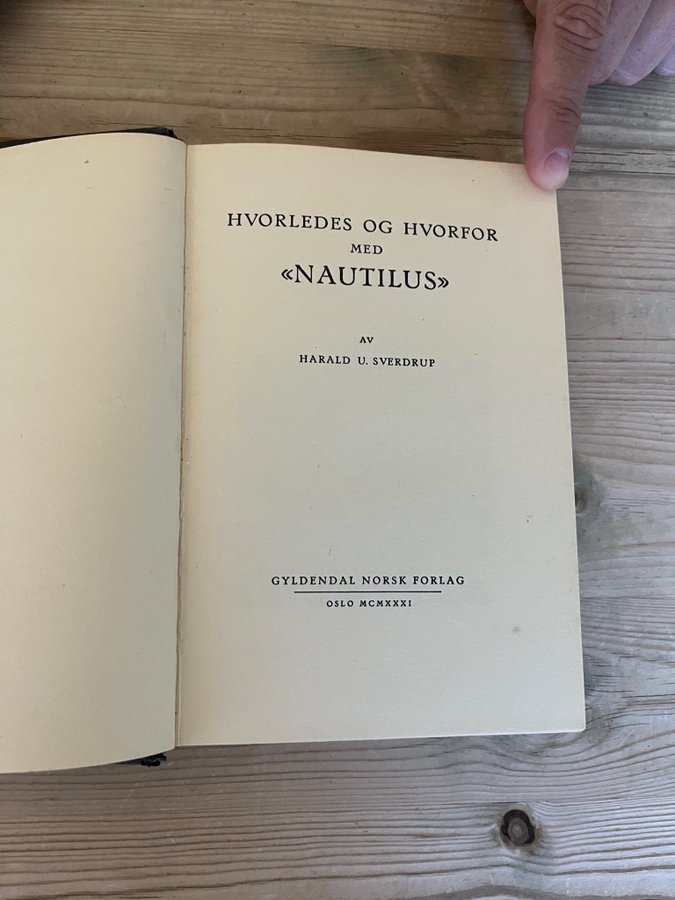 HVORLEDES OG HVORFOR
MED
«NAUTILUS»
AV
HARALD U. SVERDRUP
GYLDENDAL NORSK FORLAG
OSLO MCMXXXI